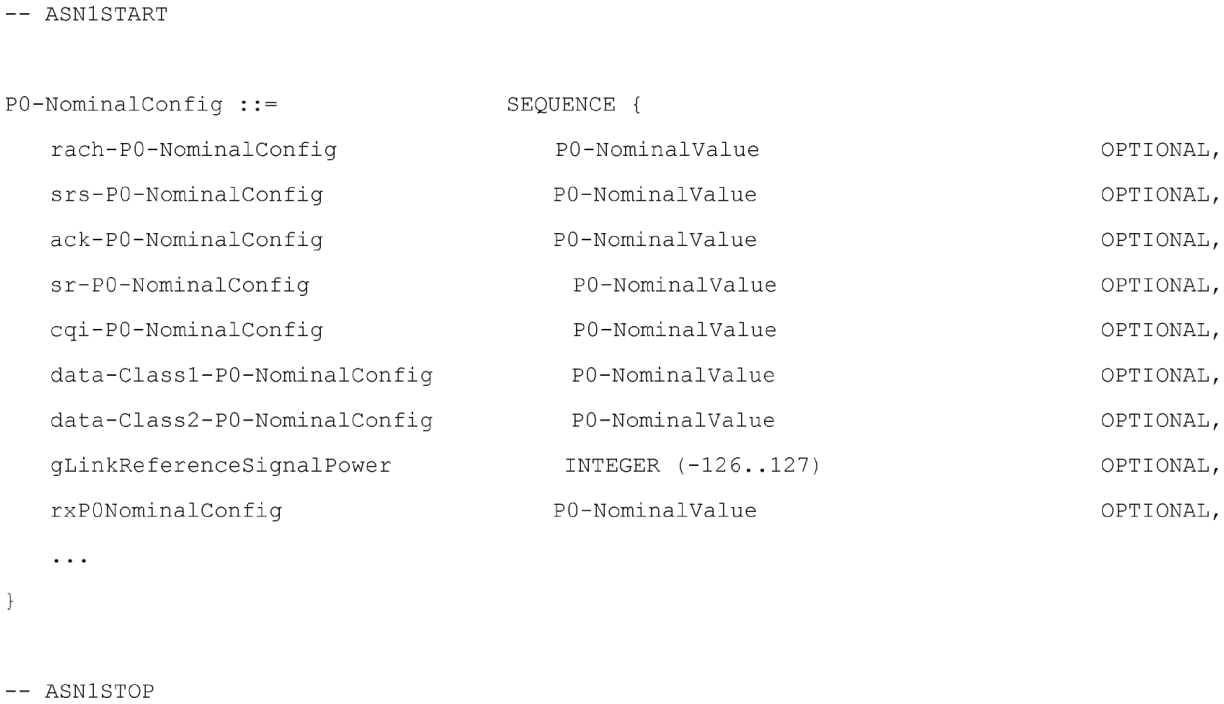 -- ASN1START
P0-NominalConfig ::= SEQUENCE {
rach-P0-NominalConfig P0-NominalValue OPTIONAL,
srs-P0-NominalConfig P0-NominalValue OPTIONAL,
ack-P0-NominalConfig P0-NominalValue OPTIONAL,
sr-P0-NominalConfig P0-NominalValue OPTIONAL,
cqi-P0-NominalConfig P0-NominalValue OPTIONAL,
data-Class1-P0-NominalConfig P0-NominalValue OPTIONAL,
data-Class2-P0-NominalConfig P0-NominalValue OPTIONAL,
gLinkReferenceSignalPower INTEGER (-126..127) OPTIONAL,
rxP0NominalConfig P0-NominalValue OPTIONAL,
...
}
-- ASN1STOP